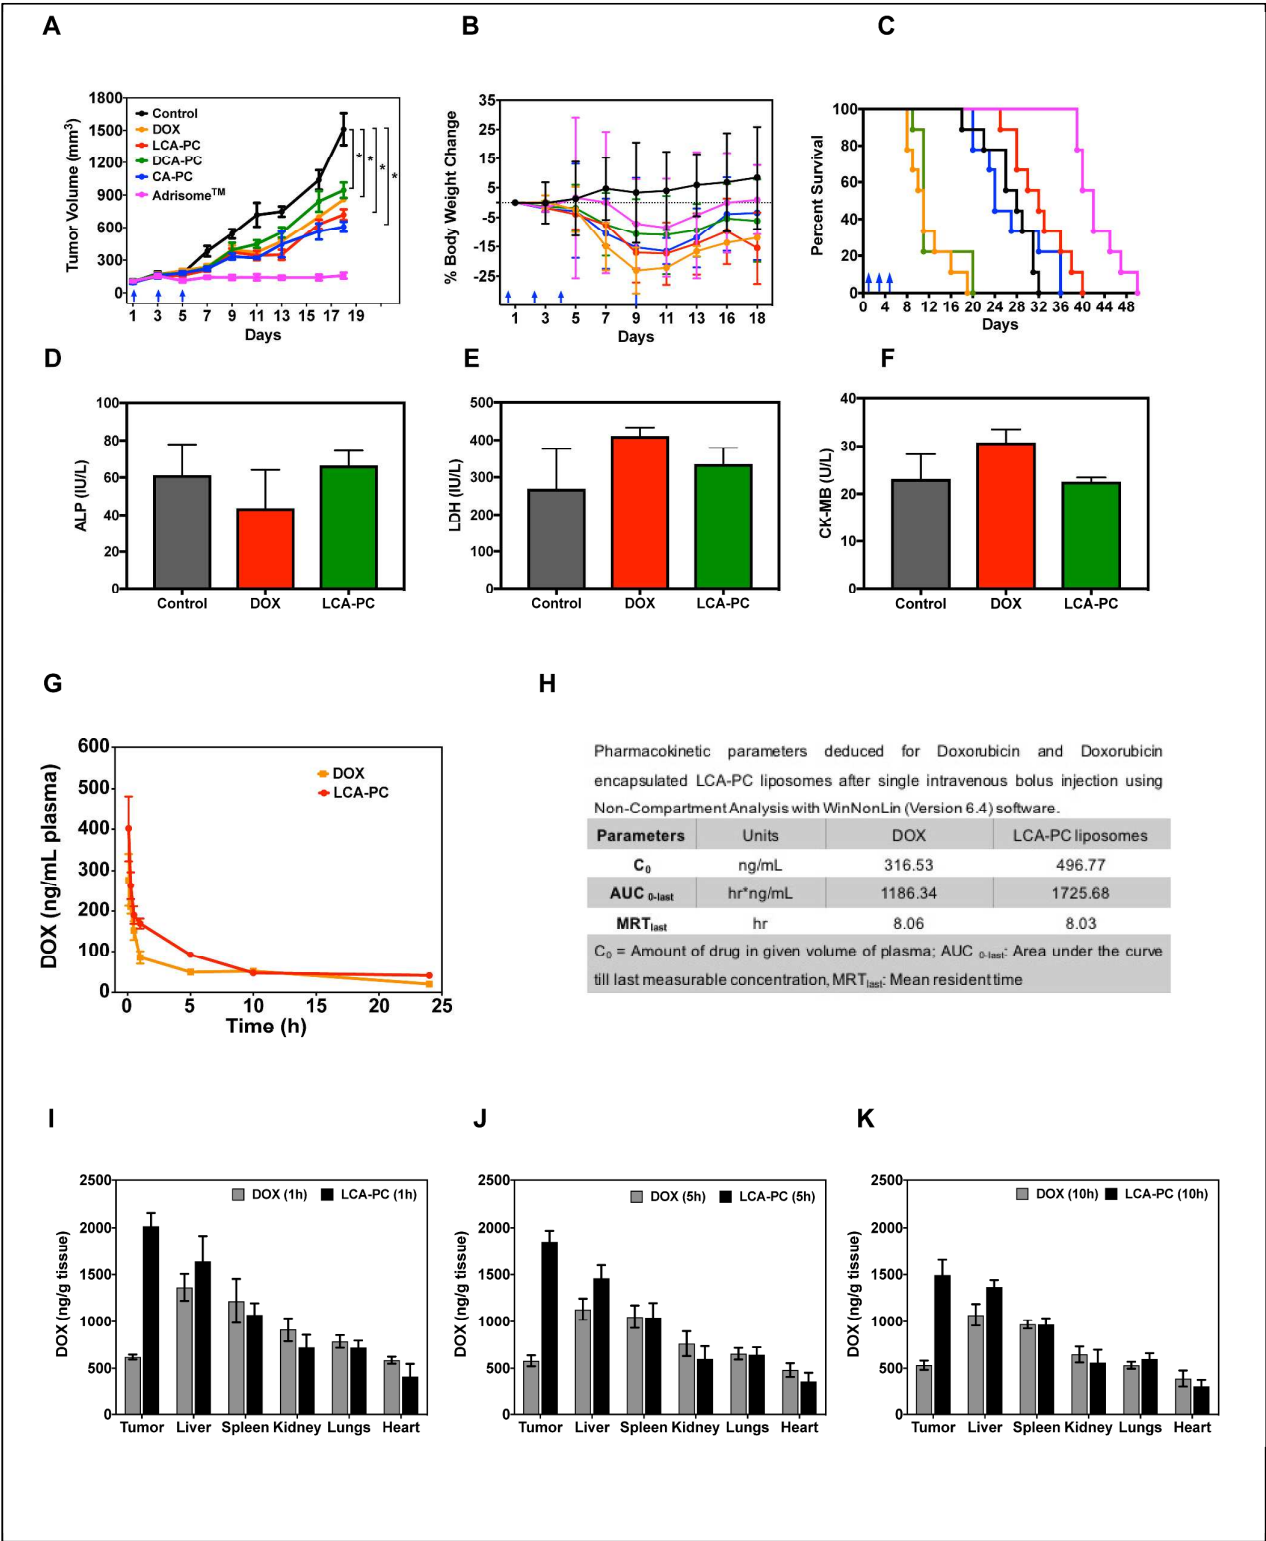 A
B
C
Tumor Volume (mm³)
1800
1500
1200
900
600
300
0
Control
DOX
LCA-PC
DCA-PC
CA-PC
Adrisome™
*
*
*
*
1 3 5 7 9 11 13 15 17 19
Days
% Body Weight Change
35
25
15
5
-5
-15
-25
1 3 5 7 9 11 13 16 18
Days
Percent Survival
100
80
60
40
20
0
0 4 8 12 16 20 24 28 32 36 40 44 48
Days
D
E
F
ALP (IU/L)
100
80
60
40
20
0
Control DOX LCA-PC
LDH (IU/L)
500
400
300
200
100
0
Control DOX LCA-PC
CK-MB (U/L)
40
30
20
10
0
Control DOX LCA-PC
G
H
DOX (ng/mL plasma)
600
500
400
300
200
100
0
DOX
LCA-PC
0 5 10 15 20 25
Time (h)
Pharmacokinetic parameters deduced for Doxorubicin and Doxorubicin
encapsulated LCA-PC liposomes after single intravenous bolus injection using
Non-Compartment Analysis with WinNonLin (Version 6.4) software.
Parameters Units DOX LCA-PC liposomes
C0 ng/mL 316.53 496.77
AUC 0-last hr*ng/mL 1186.34 1725.68
MRTlast hr 8.06 8.03
C0 = Amount of drug in given volume of plasma; AUC 0-last: Area under the curve
till last measurable concentration, MRTlast: Mean resident time
I
J
K
DOX (ng/g tissue)
2500
2000
1500
1000
500
0
DOX (1h) LCA-PC (1h)
Tumor Liver Spleen Kidney Lungs Heart
DOX (ng/g tissue)
2500
2000
1500
1000
500
0
DOX (5h) LCA-PC (5h)
Tumor Liver Spleen Kidney Lungs Heart
DOX (ng/g tissue)
2500
2000
1500
1000
500
0
DOX (10h) LCA-PC (10h)
Tumor Liver Spleen Kidney Lungs Heart